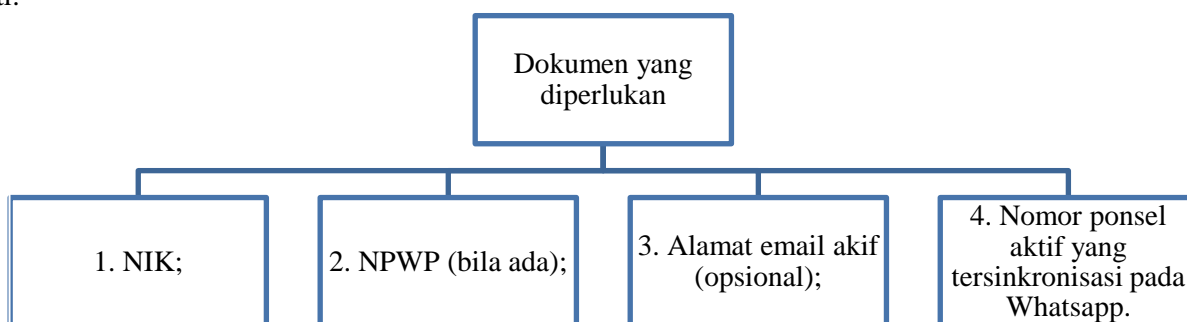 Dokumen yang
diperlukan
1. NIK;
2. NPWP (bila ada);
3. Alamat email akif
(opsional);
4. Nomor ponsel
aktif yang
tersinkronisasi pada
Whatsapp.